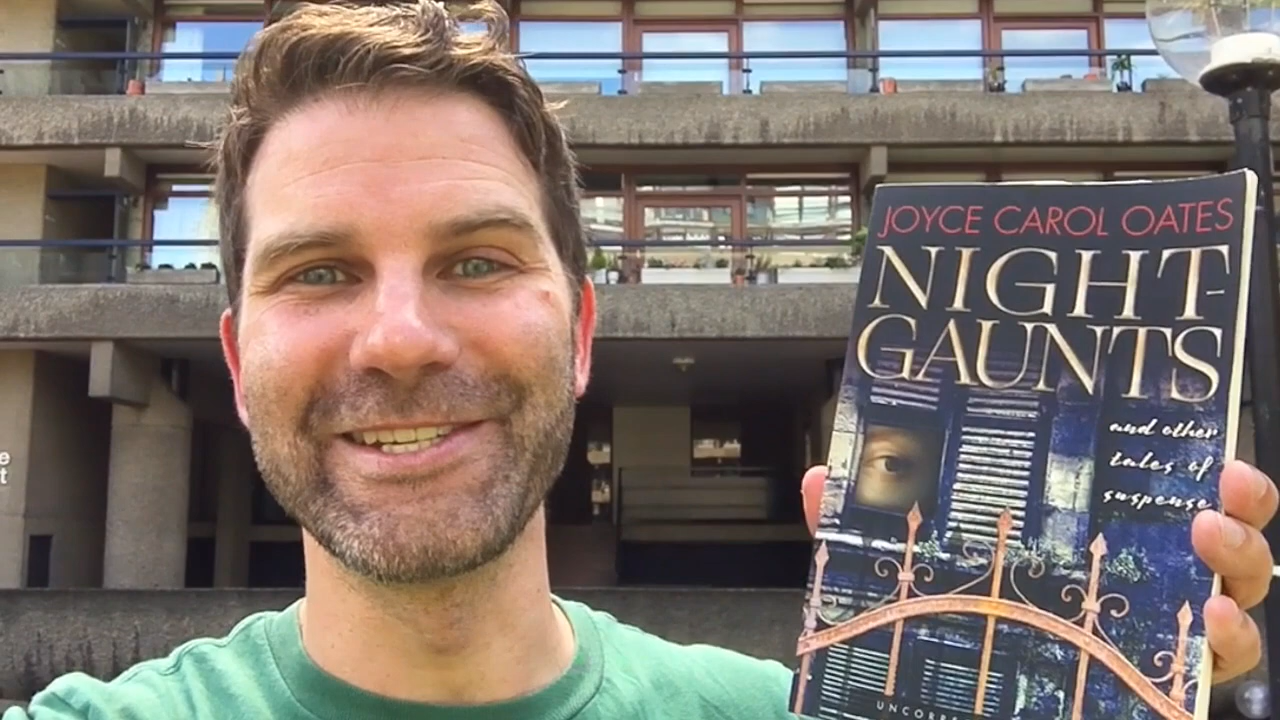 JOYCE CAROL OATES
NIGHT-
GAUNTS
and other
tales of
suspense
e
t